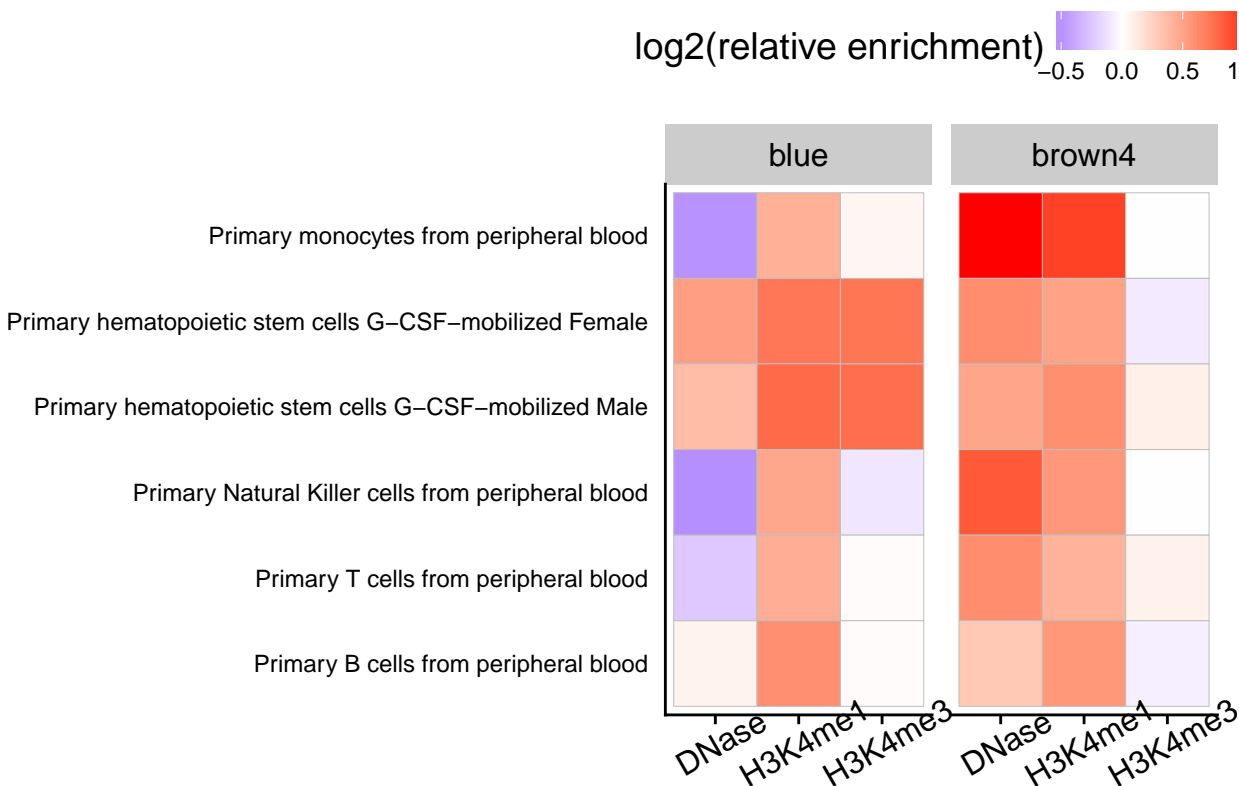 log2(relative enrichment)
−0.5 0.0 0.5 1
blue brown4
Primary monocytes from peripheral blood
Primary hematopoietic stem cells G−CSF−mobilized Female
Primary hematopoietic stem cells G−CSF−mobilized Male
Primary Natural Killer cells from peripheral blood
Primary T cells from peripheral blood
Primary B cells from peripheral blood
DNase H3K4me1 H3K4me3 DNase H3K4me1 H3K4me3